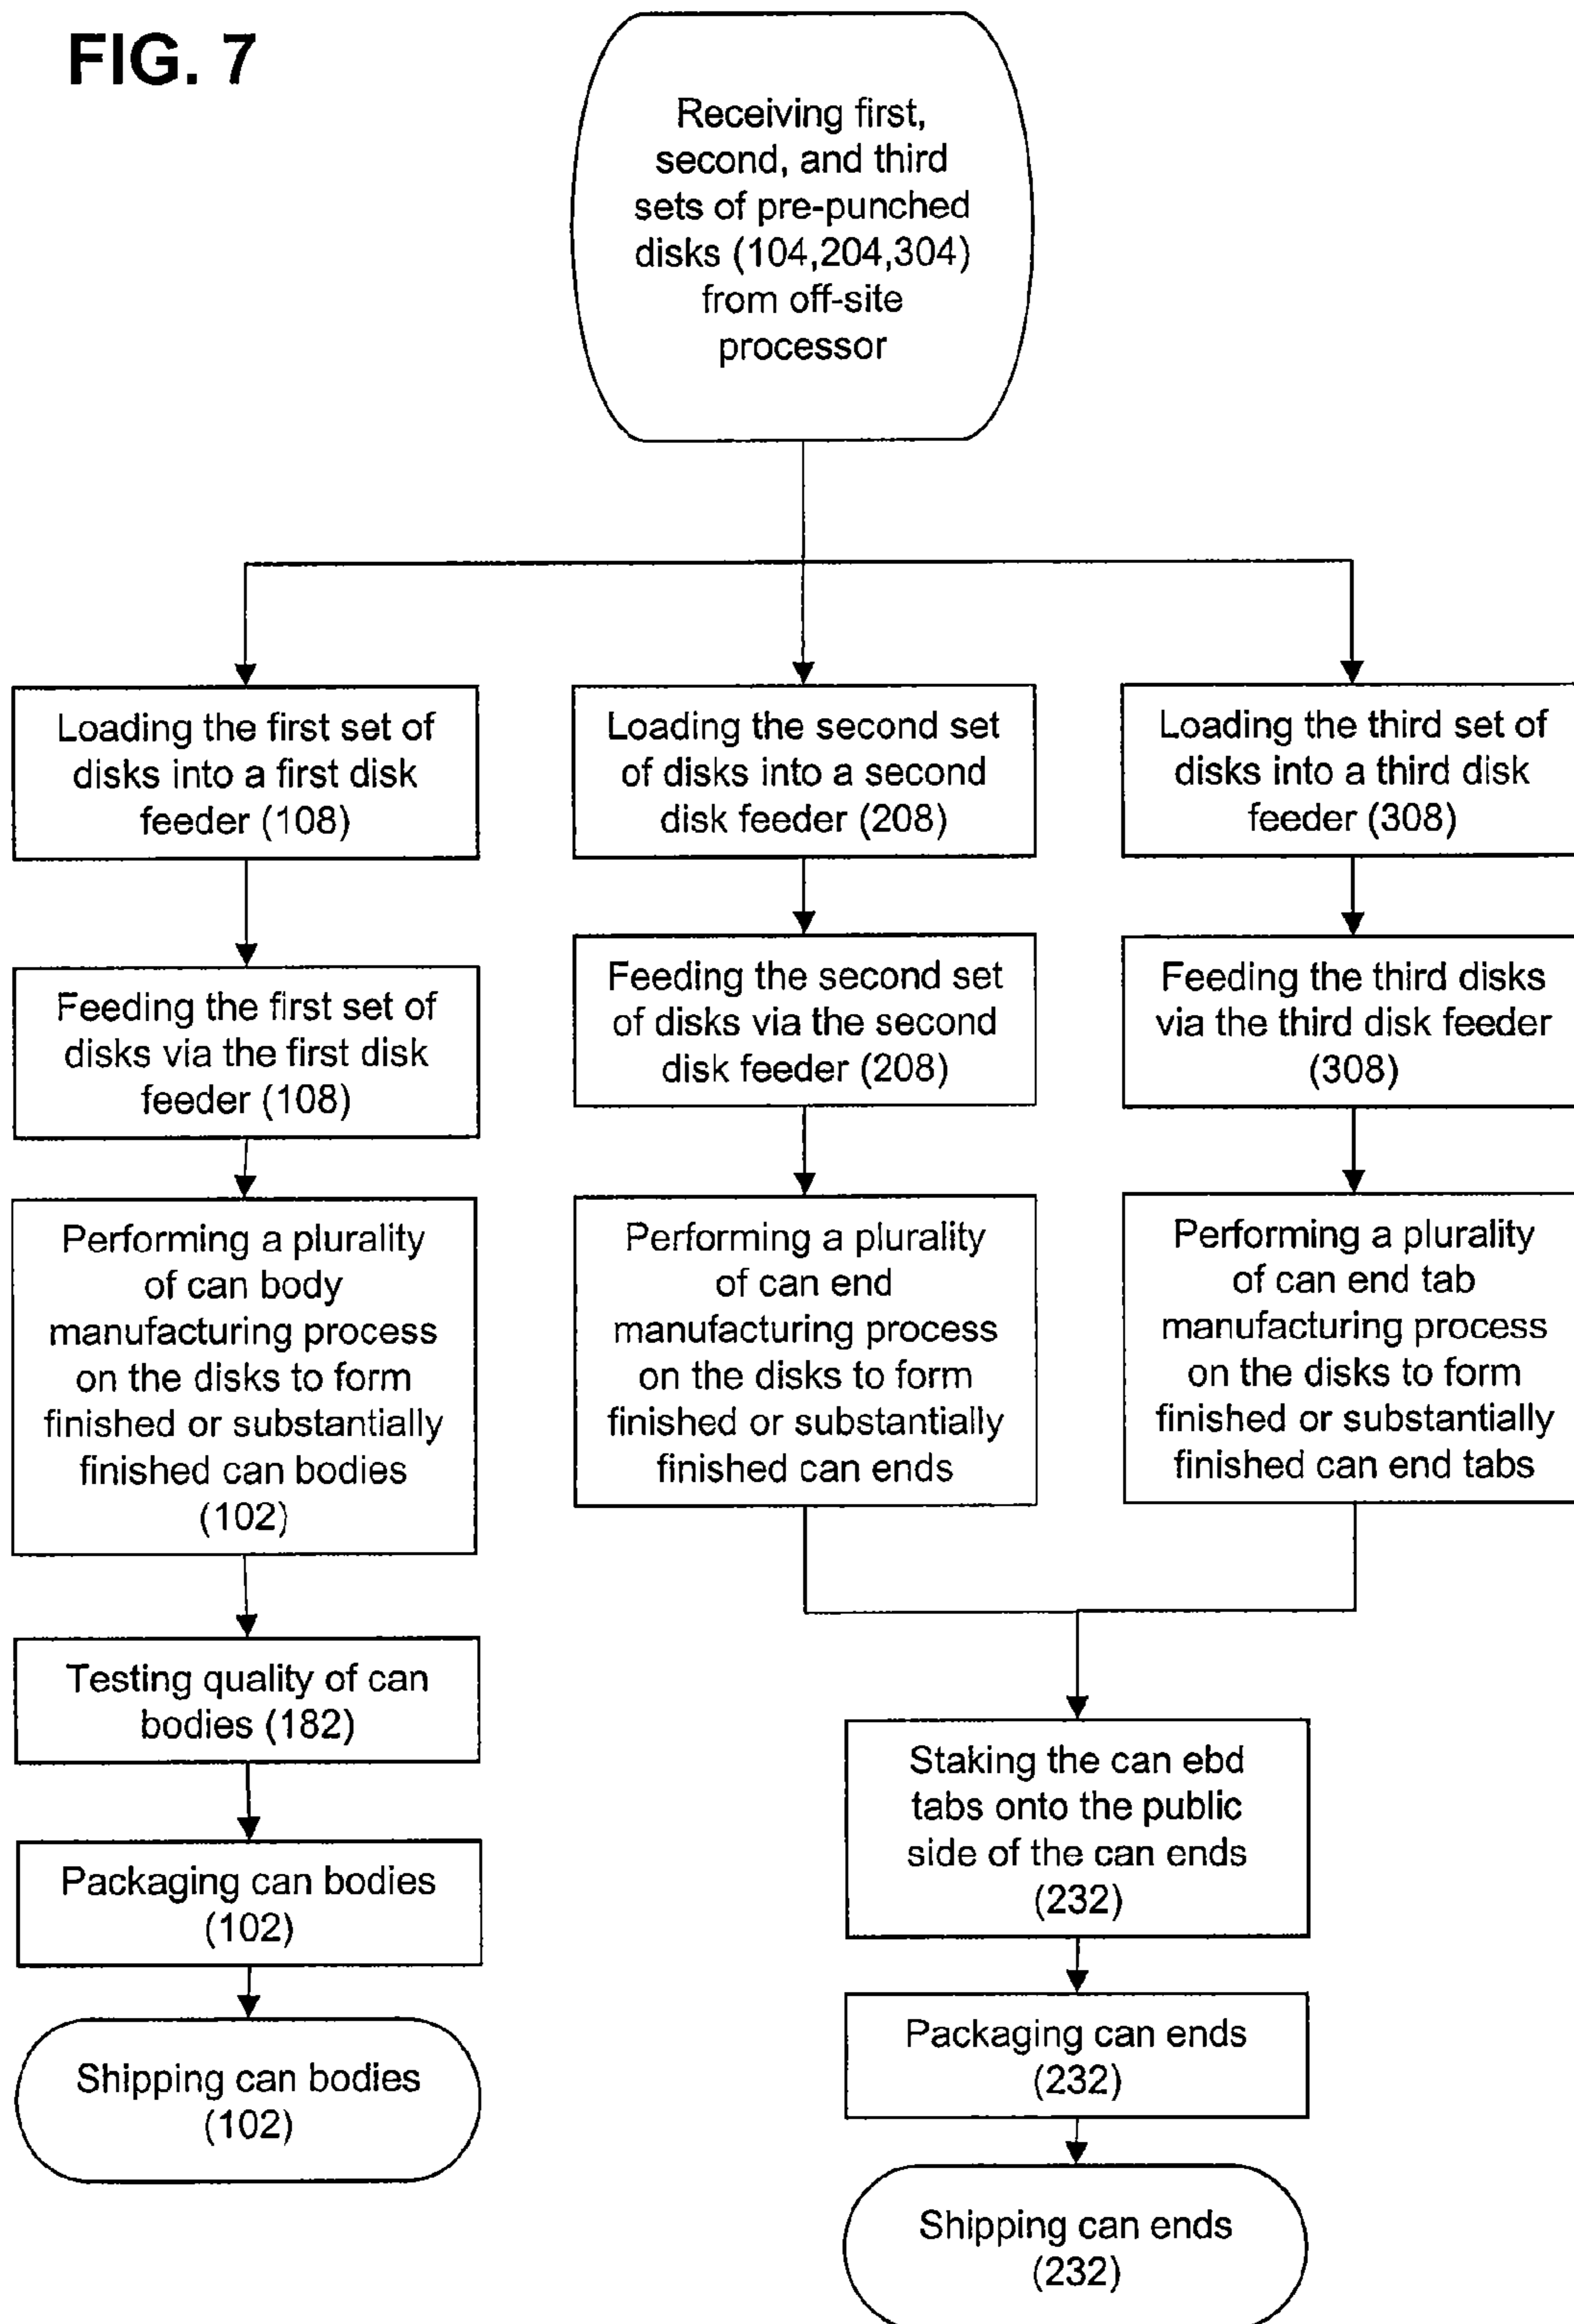 FIG. 7
Receiving first,
second, and third
sets of pre-punched
disks (104,204,304)
from off-site
processor
Loading the first set of
disks into a first disk
feeder (108)
Feeding the first set of
disks via the first disk
feeder (108)
Performing a plurality
of can body
manufacturing process
on the disks to form
finished or substantially
finished can bodies
(102)
Testing quality of can
bodies (182)
Packaging can bodies
(102)
Shipping can bodies
(102)
Loading the second set
of disks into a second
disk feeder (208)
Feeding the second set
of disks via the second
disk feeder (208)
Performing a plurality
of can end
manufacturing process
on the disks to form
finished or substantially
finished can ends
Loading the third set of
disks into a third disk
feeder (308)
Feeding the third disks
via the third disk feeder
(308)
Performing a plurality
of can end tab
manufacturing process
on the disks to form
finished or substantially
finished can end tabs
Staking the can ebd
tabs onto the public
side of the can ends
(232)
Packaging can ends
(232)
Shipping can ends
(232)